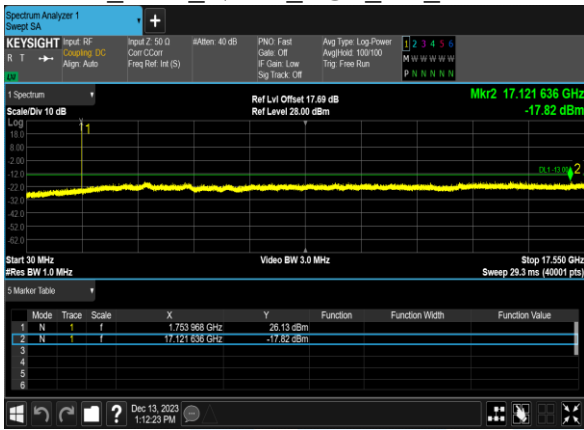 Spectrum Analyzer 1
Swept SA
KEYSIGHT
R T
LV
Input: RF
Coupling: DC
Align: Auto
Input Z: 50 Ω
Corr CCorr
Freq Ref: Int (S)
#Atten: 40 dB
PNO: Fast
Gate: Off
IF Gain: Low
Sig Track: Off
Avg Type: Log-Power
Avg|Hold: 100/100
Trig: Free Run
1 2 3 4 5 6
M W W W W W
P N N N N N
1 Spectrum
Scale/Div 10 dB
Ref Lvl Offset 17.69 dB
Ref Level 28.00 dBm
Mkr2 17.121 636 GHz
-17.82 dBm
Log
18.0
8.00
-2.00
-12.0
-22.0
-32.0
-42.0
-52.0
-62.0
1
DL1 -13.00
2
Start 30 MHz
#Res BW 1.0 MHz
Video BW 3.0 MHz
Stop 17.550 GHz
Sweep 29.3 ms (40001 pts)
5 Marker Table
Mode Trace Scale X Y Function Function Width Function Value
1 N 1 f 1.753 968 GHz 26.13 dBm
2 N 1 f 17.121 636 GHz -17.82 dBm
3
4
5
6
?
Dec 13, 2023
1:12:23 PM